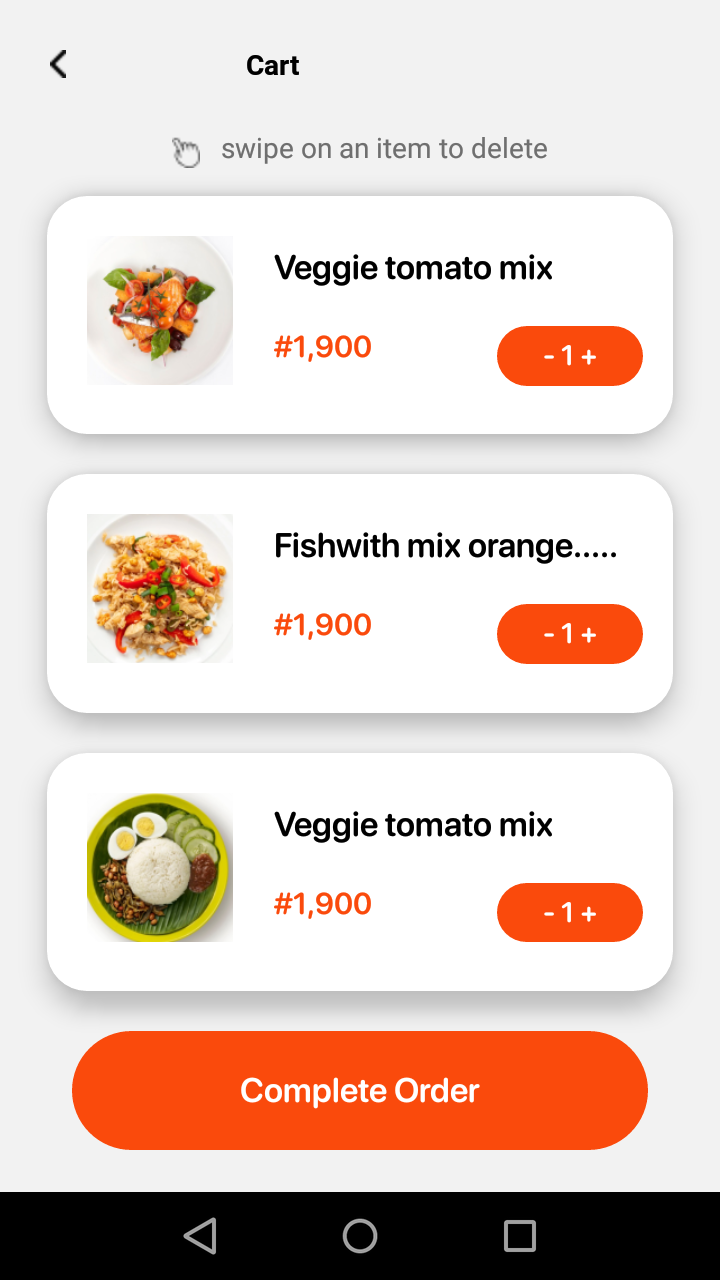 Cart
swipe on an item to delete
Veggie tomato mix
#1,900
- 1 +
Fishwith mix orange.....
#1,900
- 1 +
Veggie tomato mix
#1,900
- 1 +
Complete Order